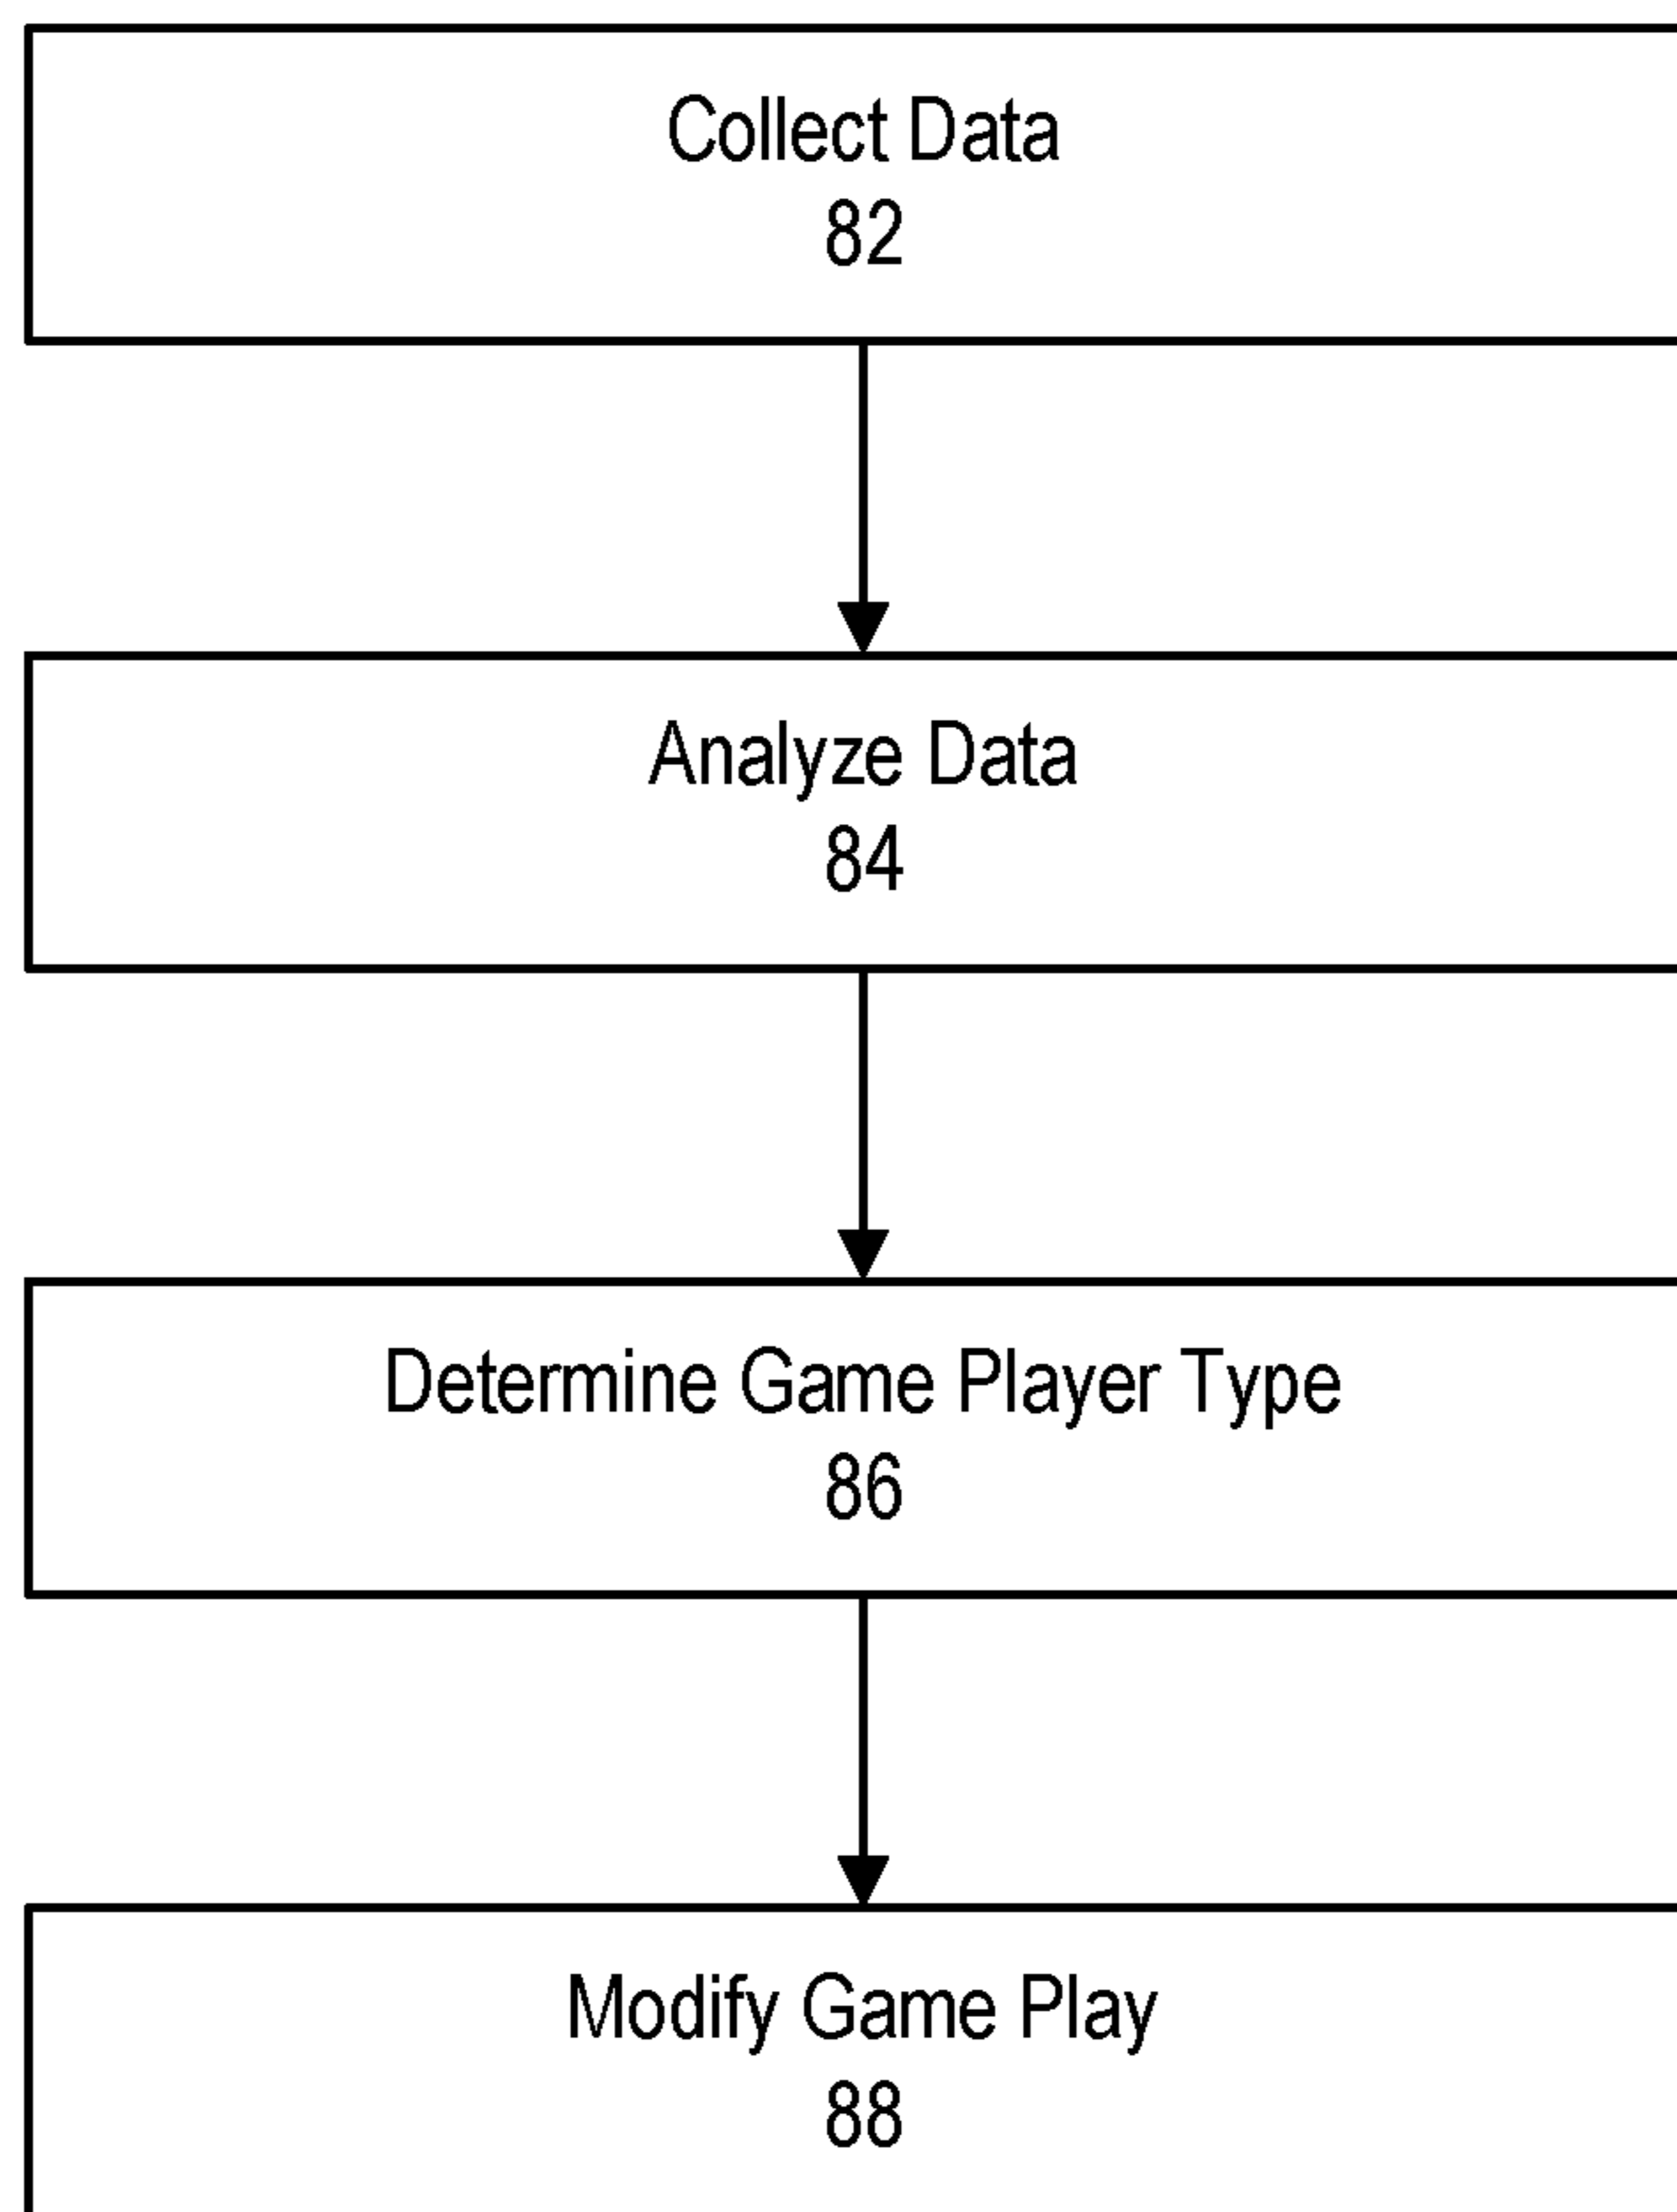 Collect Data
82
Analyze Data
84
Determine Game Player Type
86
Modify Game Play
88